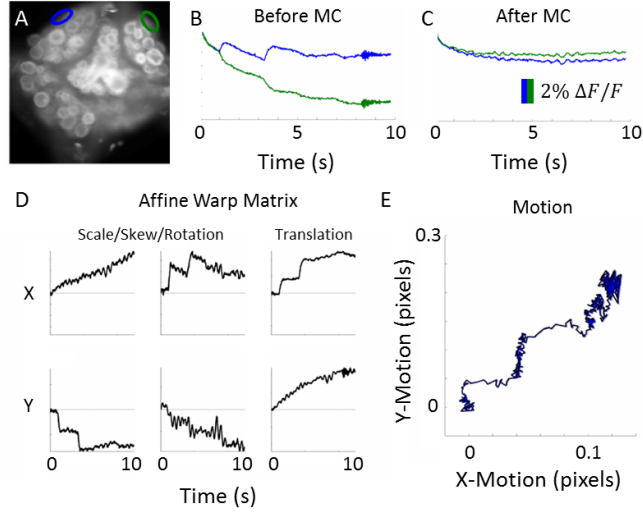 A
B
Before MC
0
5
10
Time (s)
C
After MC
2% ΔF/F
0
5
10
Time (s)
D
Affine Warp Matrix
Scale/Skew/Rotation
Translation
X
Y
0
10
0
10
0
10
Time (s)
E
Motion
0.3
0
Y-Motion (pixels)
0
0.1
X-Motion (pixels)